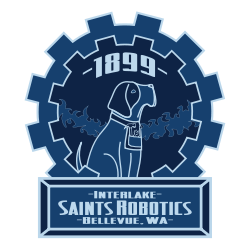 -1899-
-INTERLAKE-
SAINTS ROBOTICS
-BELLEVUE, WA-